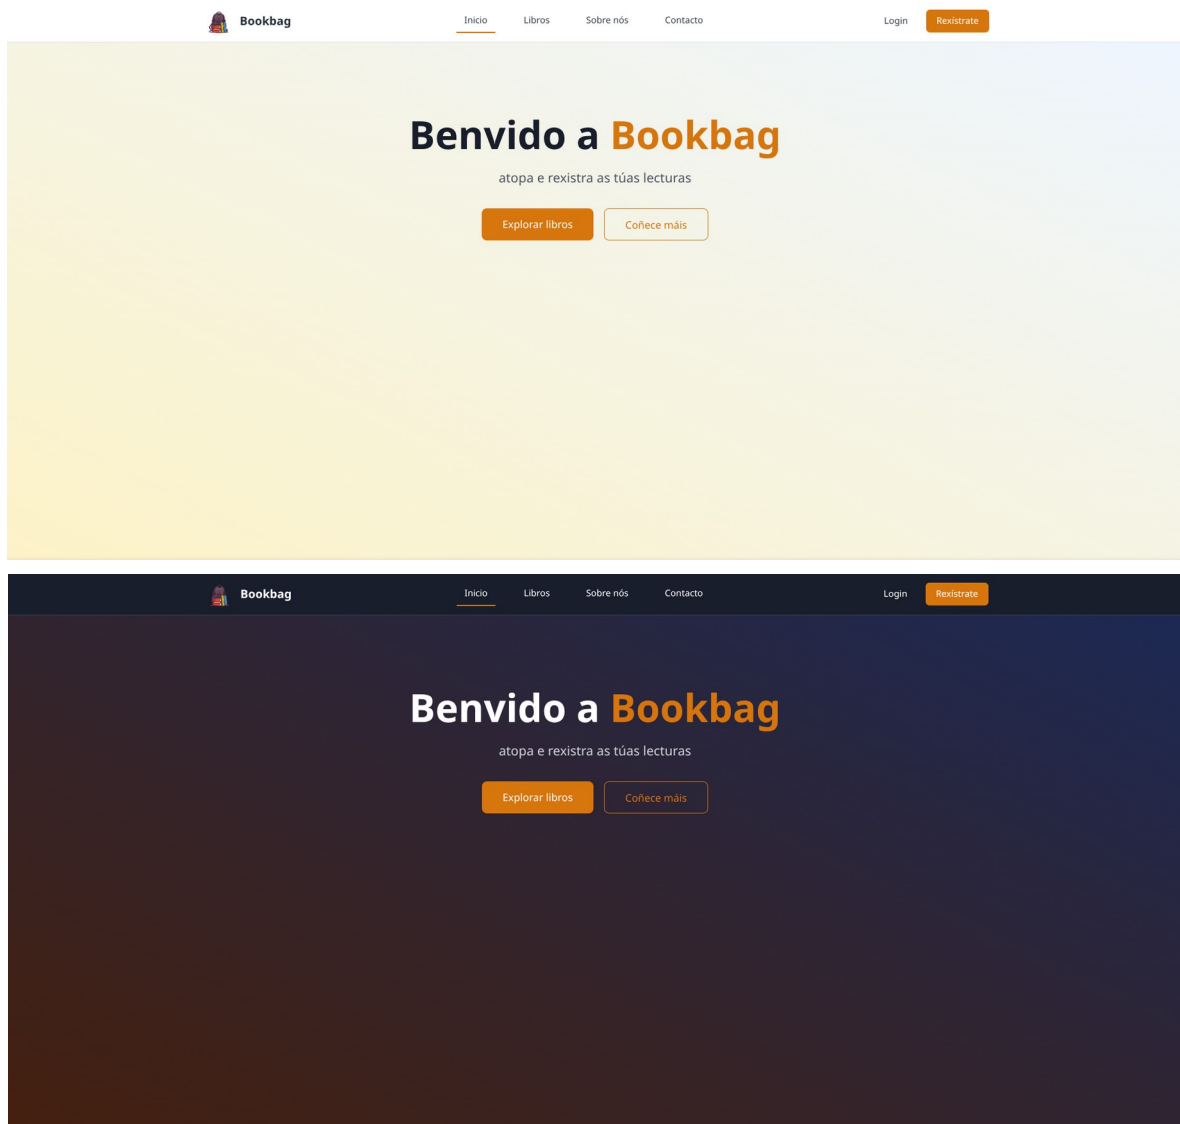 Bookbag Inicio Libros Sobre nós Contacto Login Rexístrate
Benvido a Bookbag
atopa e rexistra as túas lecturas
Explorar libros Coñece máis
Bookbag Inicio Libros Sobre nós Contacto Login Rexístrate
Benvido a Bookbag
atopa e rexistra as túas lecturas
Explorar libros Coñece máis